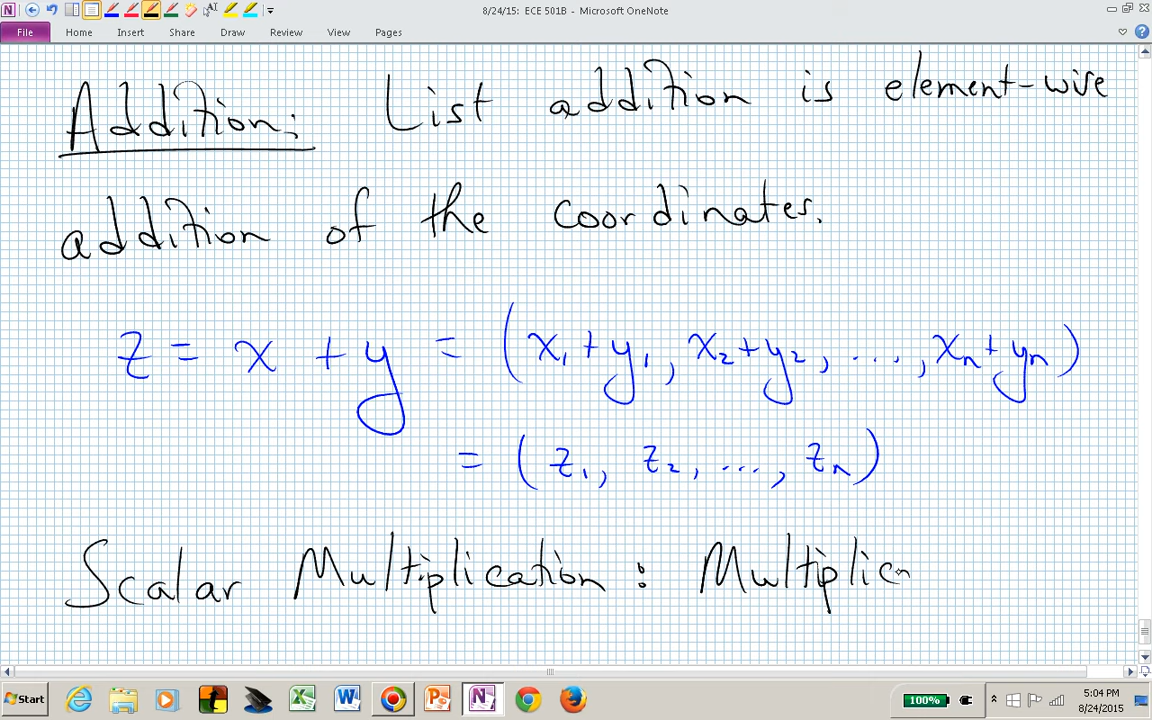 8/24/15: ECE 501B - Microsoft OneNote
File Home Insert Share Draw Review View Pages
Addition: List addition is element-wise
addition of the coordinates.
z = x + y = (x₁+y₁, x₂+y₂, ..., xₙ+yₙ)
= (z₁, z₂, ..., zₙ)
Scalar Multiplication: Multiplic
Start 100% 5:04 PM
8/24/2015